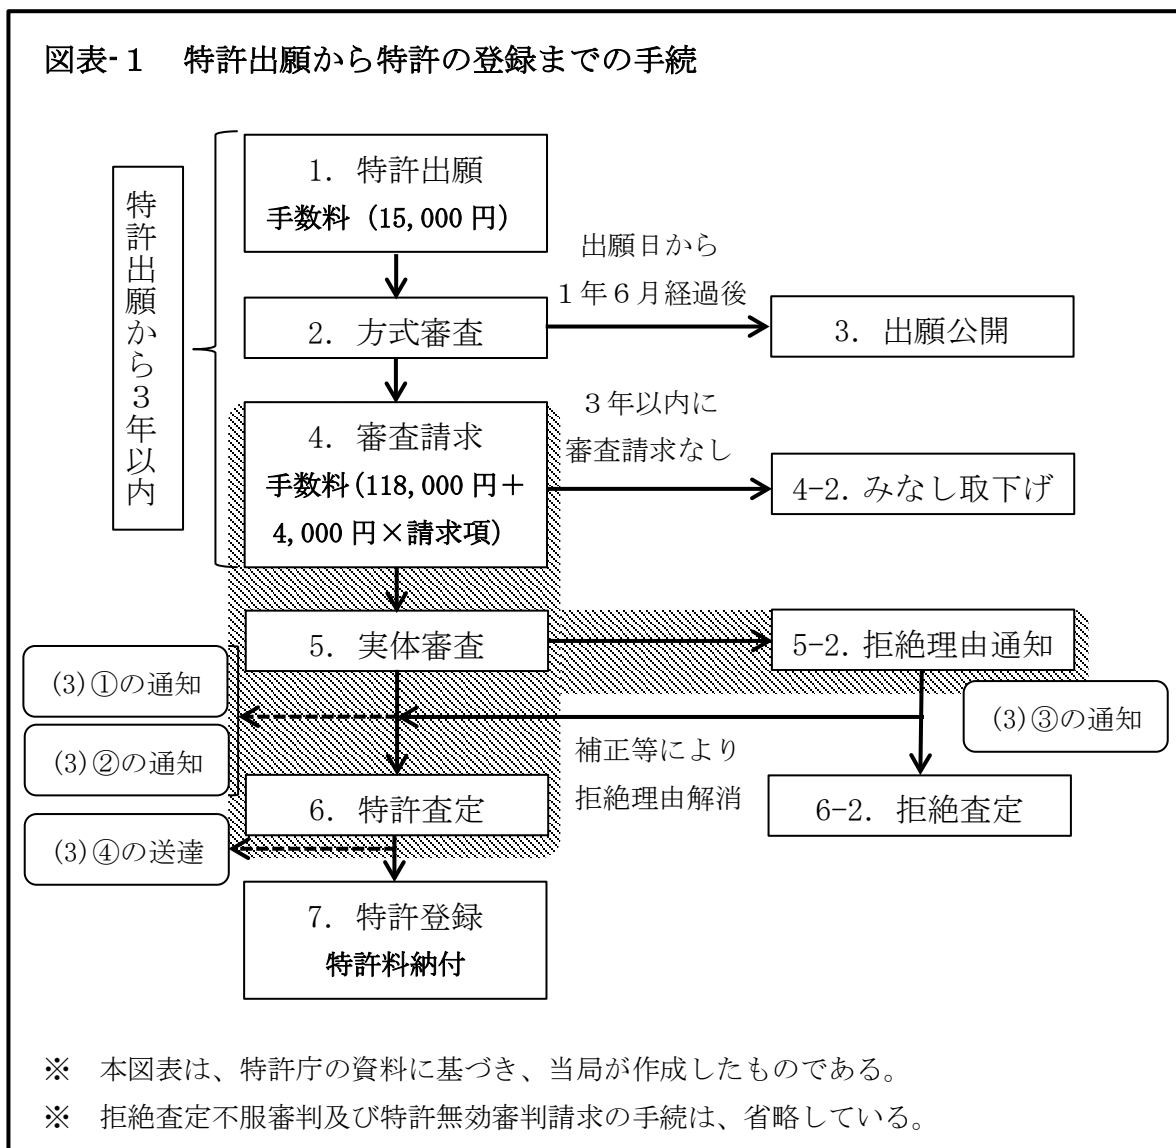 図表-１　特許出願から特許の登録までの手続
特許出願から３年以内
1. 特許出願
手数料（15,000 円）
出願日から
１年６月経過後
2. 方式審査
3. 出願公開
4. 審査請求
手数料(118,000 円＋
4,000 円×請求項)
３年以内に
審査請求なし
4-2. みなし取下げ
5. 実体審査
5-2. 拒絶理由通知
(3)①の通知
(3)②の通知
(3)③の通知
補正等により
拒絶理由解消
6. 特許査定
6-2. 拒絶査定
(3)④の送達
7. 特許登録
特許料納付
※　本図表は、特許庁の資料に基づき、当局が作成したものである。
※　拒絶査定不服審判及び特許無効審判請求の手続は、省略している。